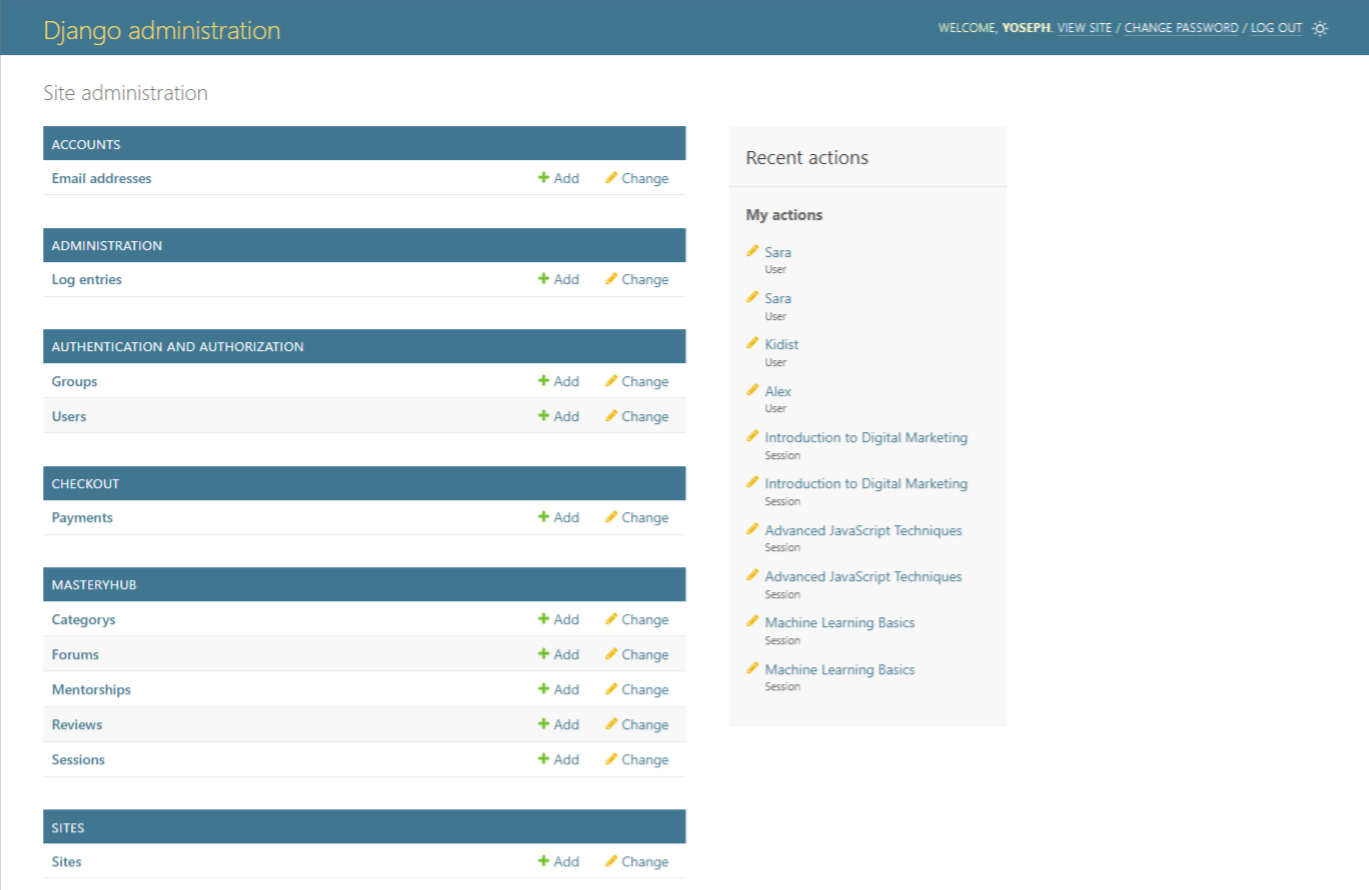 Django administration
WELCOME, YOSEPH. VIEW SITE / CHANGE PASSWORD / LOG OUT
Site administration
ACCOUNTS
Email addresses Add Change
ADMINISTRATION
Log entries Add Change
AUTHENTICATION AND AUTHORIZATION
Groups Add Change
Users Add Change
CHECKOUT
Payments Add Change
MASTERYHUB
Categorys Add Change
Forums Add Change
Mentorships Add Change
Reviews Add Change
Sessions Add Change
SITES
Sites Add Change
Recent actions
My actions
Sara
User
Sara
User
Kidist
User
Alex
User
Introduction to Digital Marketing
Session
Introduction to Digital Marketing
Session
Advanced JavaScript Techniques
Session
Advanced JavaScript Techniques
Session
Machine Learning Basics
Session
Machine Learning Basics
Session